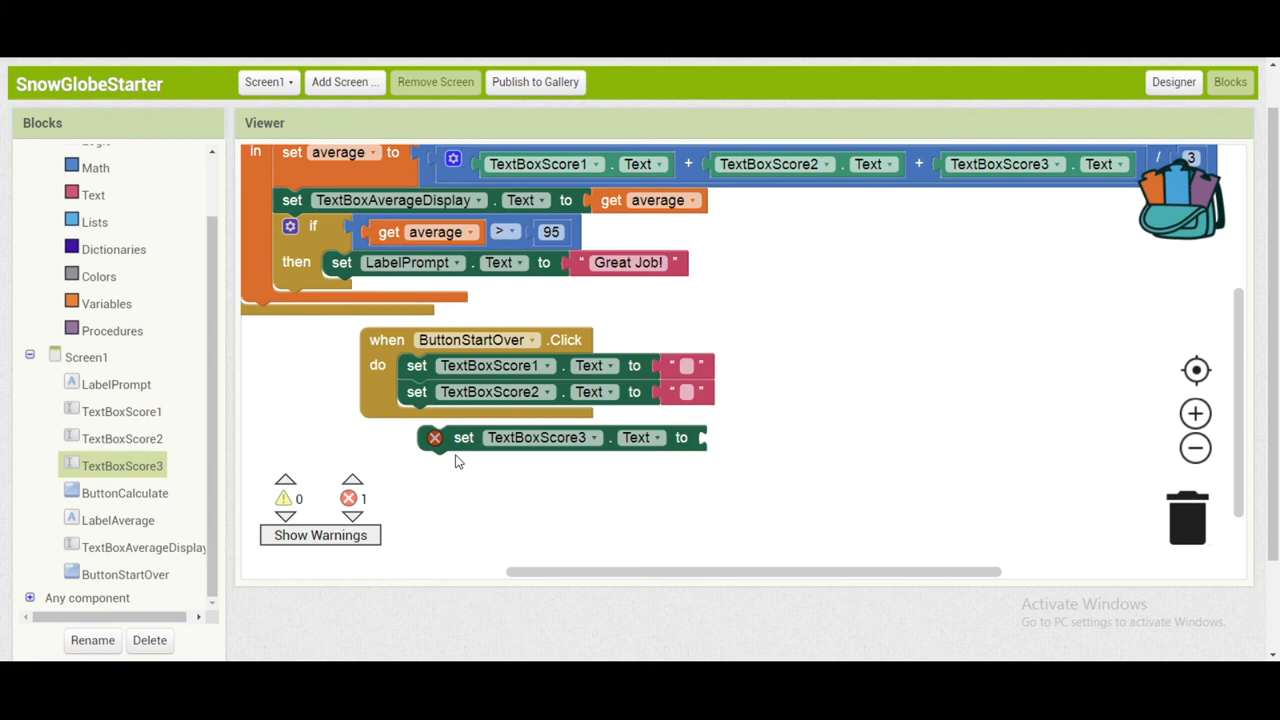 SnowGlobeStarter
Screen1 Add Screen ... Remove Screen Publish to Gallery Designer Blocks
Blocks
Viewer
Math
Text
Lists
Dictionaries
Colors
Variables
Procedures
Screen1
LabelPrompt
TextBoxScore1
TextBoxScore2
TextBoxScore3
ButtonCalculate
LabelAverage
TextBoxAverageDisplay
ButtonStartOver
Any component
Rename Delete
in set average to TextBoxScore1 . Text + TextBoxScore2 . Text + TextBoxScore3 . Text / 3
set TextBoxAverageDisplay . Text to get average
if get average > 95
then set LabelPrompt . Text to “ Great Job! ”
when ButtonStartOver .Click
do set TextBoxScore1 . Text to “ ”
set TextBoxScore2 . Text to “ ”
set TextBoxScore3 . Text to
0 1
Show Warnings
Activate Windows
Go to PC settings to activate Windows.